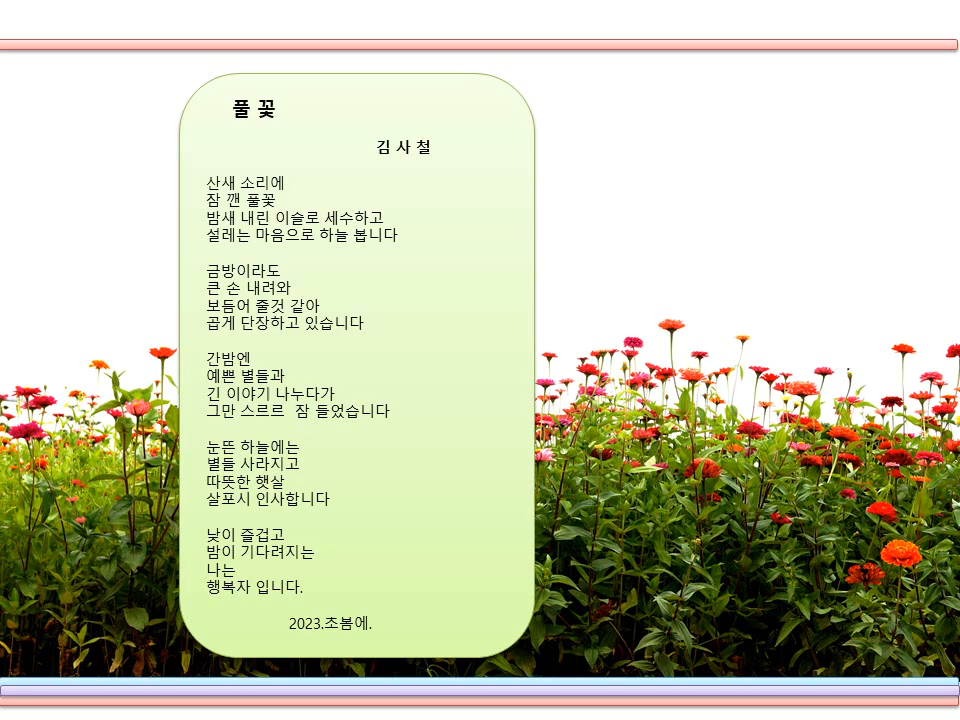 풀 꽃
김 사 철
산새 소리에
잠 깬 풀꽃
밤새 내린 이슬로 세수하고
설레는 마음으로 하늘 봅니다
금방이라도
큰 손 내려와
보듬어 줄것 같아
곱게 단장하고 있습니다
간밤엔
예쁜 별들과
긴 이야기 나누다가
그만 스르르  잠 들었습니다
눈뜬 하늘에는
별들 사라지고
따뜻한 햇살
살포시 인사합니다
낮이 즐겁고
밤이 기다려지는
나는
행복자 입니다.
2023.초봄에.